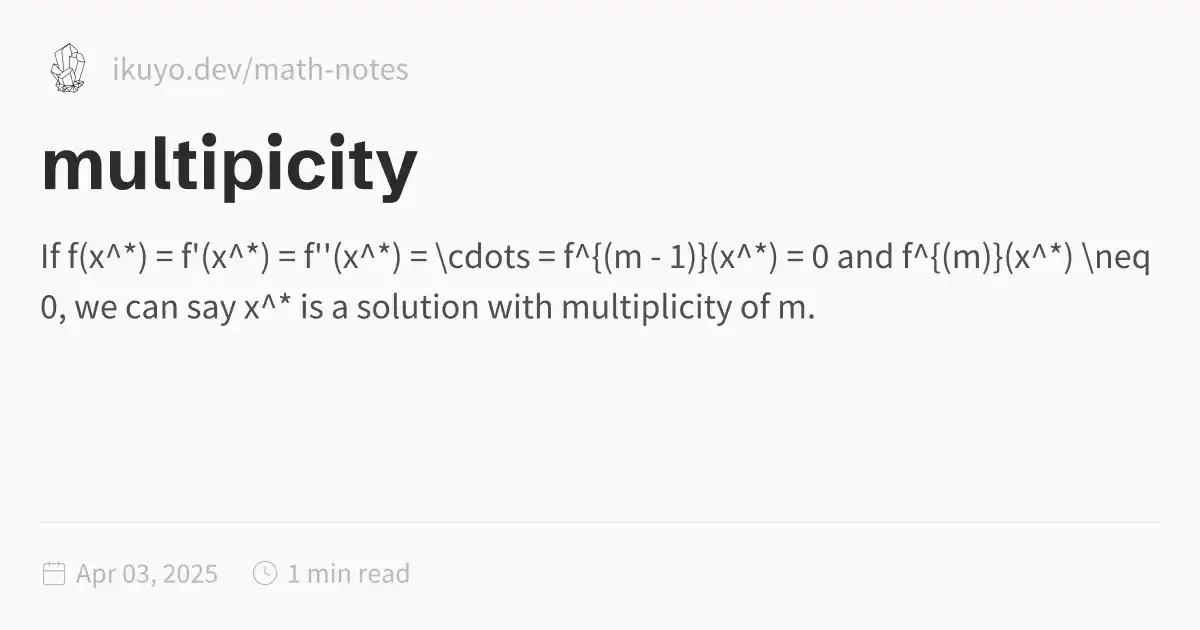 ikuyo.dev/math-notes
multipicity
If f(x^*) = f'(x^*) = f''(x^*) = \cdots = f^{(m - 1)}(x^*) = 0 and f^{(m)}(x^*) \neq
0, we can say x^* is a solution with multiplicity of m.
Apr 03, 2025 1 min read